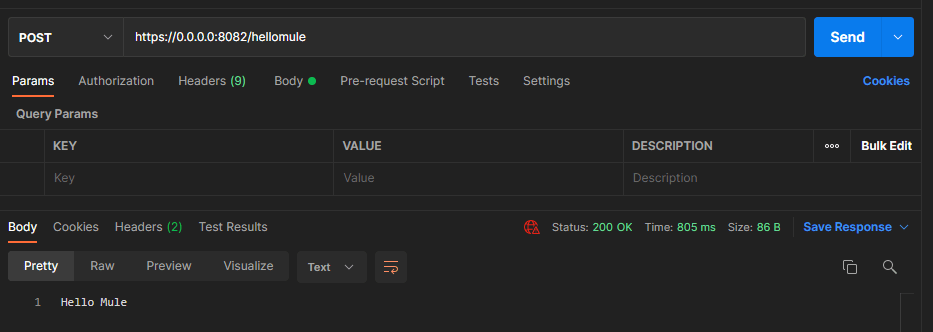 POST https://0.0.0.0:8082/hellomule Send
Params Authorization Headers (9) Body Pre-request Script Tests Settings Cookies
Query Params
KEY VALUE DESCRIPTION ooo Bulk Edit
Key Value Description
Body Cookies Headers (2) Test Results Status: 200 OK Time: 805 ms Size: 86 B Save Response
Pretty Raw Preview Visualize Text
1 Hello Mule